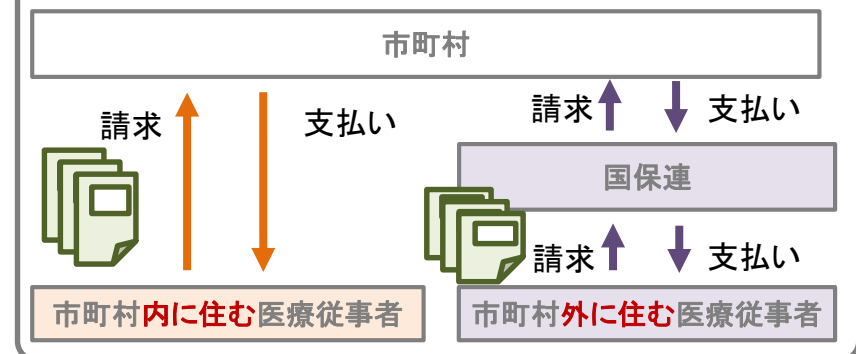 市町村
請求
支払い
請求
支払い
国保連
請求
支払い
市町村内に住む医療従事者
市町村外に住む医療従事者